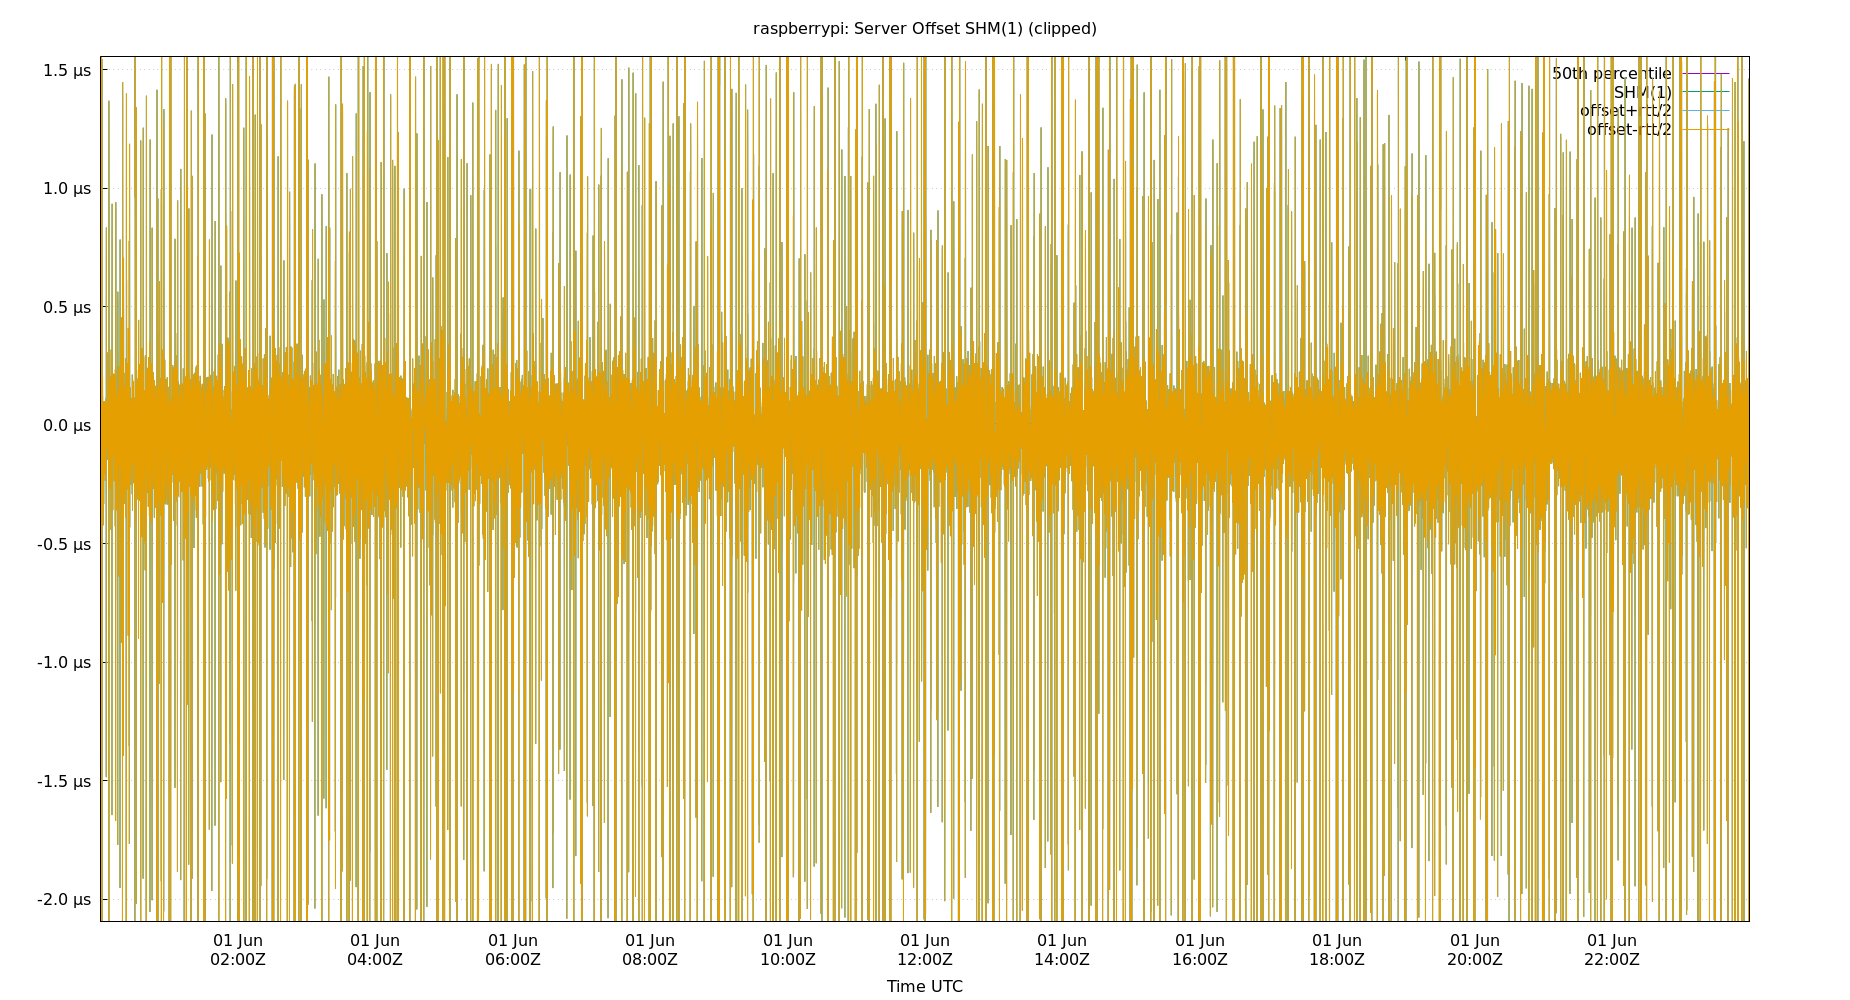 raspberrypi: Server Offset SHM(1) (clipped)
1.5 µs
1.0 µs
0.5 µs
0.0 µs
-0.5 µs
-1.0 µs
-1.5 µs
-2.0 µs
50th percentile
SHM(1)
offset+rtt/2
offset-rtt/2
01 Jun 01 Jun 01 Jun 01 Jun 01 Jun 01 Jun 01 Jun 01 Jun 01 Jun 01 Jun 01 Jun
02:00Z 04:00Z 06:00Z 08:00Z 10:00Z 12:00Z 14:00Z 16:00Z 18:00Z 20:00Z 22:00Z
Time UTC